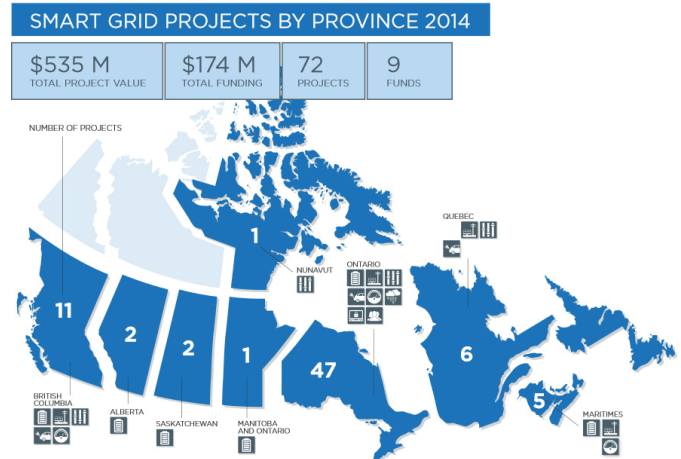 SMART GRID PROJECTS BY PROVINCE 2014
$535 M
TOTAL PROJECT VALUE
$174 M
TOTAL FUNDING
72
PROJECTS
9
FUNDS
NUMBER OF PROJECTS
1
NUNAVUT
QUEBEC
ONTARIO
11
2
2
1
47
6
5
BRITISH
COLUMBIA
ALBERTA
SASKATCHEWAN
MANITOBA
AND ONTARIO
MARITIMES